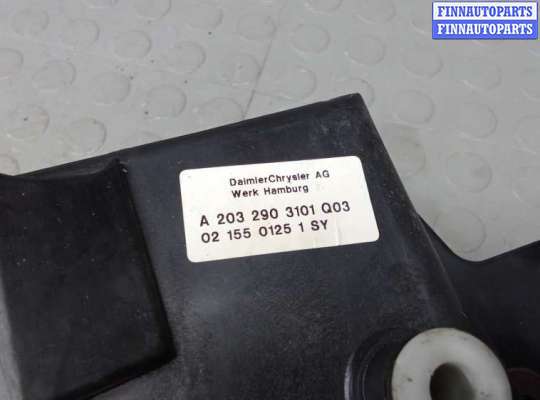 FINNAUTOPARTS
FINNAUTOPARTS
DaimlerChrysler AG
Werk Hamburg
A 203 290 3101 Q03
02 155 0125 1 SY